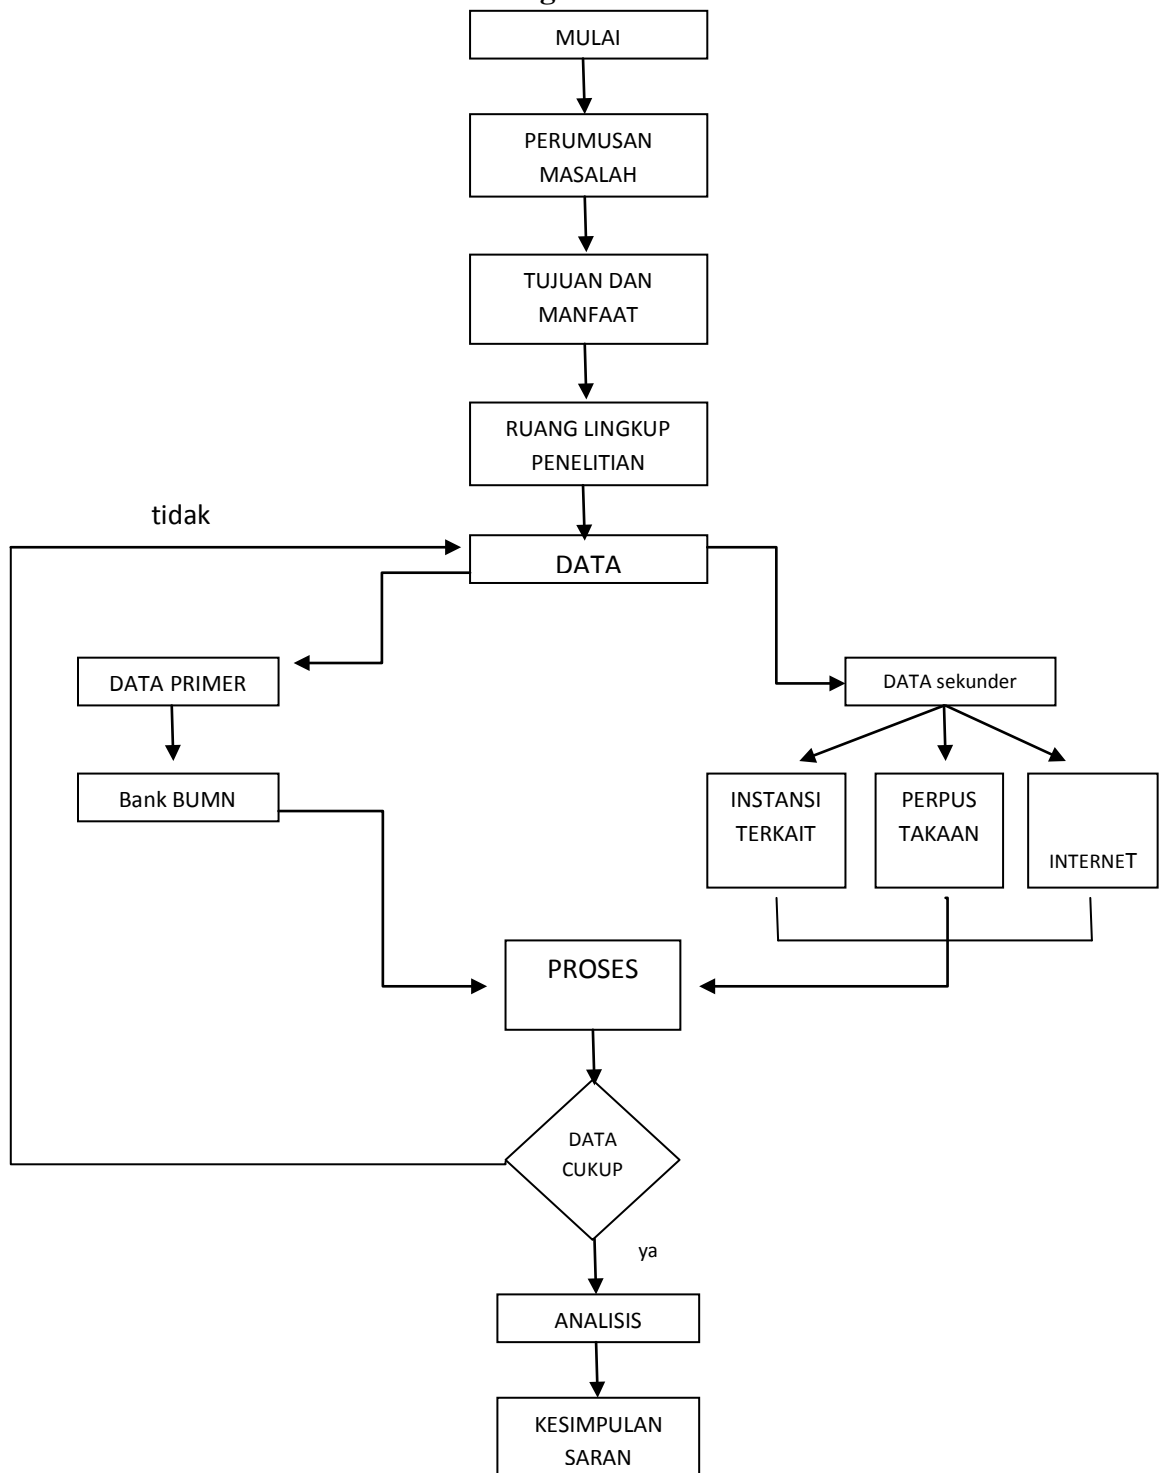 g
MULAI
PERUMUSAN
MASALAH
TUJUAN DAN
MANFAAT
RUANG LINGKUP
PENELITIAN
tidak
DATA
DATA PRIMER
DATA sekunder
Bank BUMN
INSTANSI
TERKAIT
PERPUS
TAKAAN
INTERNET
PROSES
DATA
CUKUP
ya
ANALISIS
KESIMPULAN
SARAN